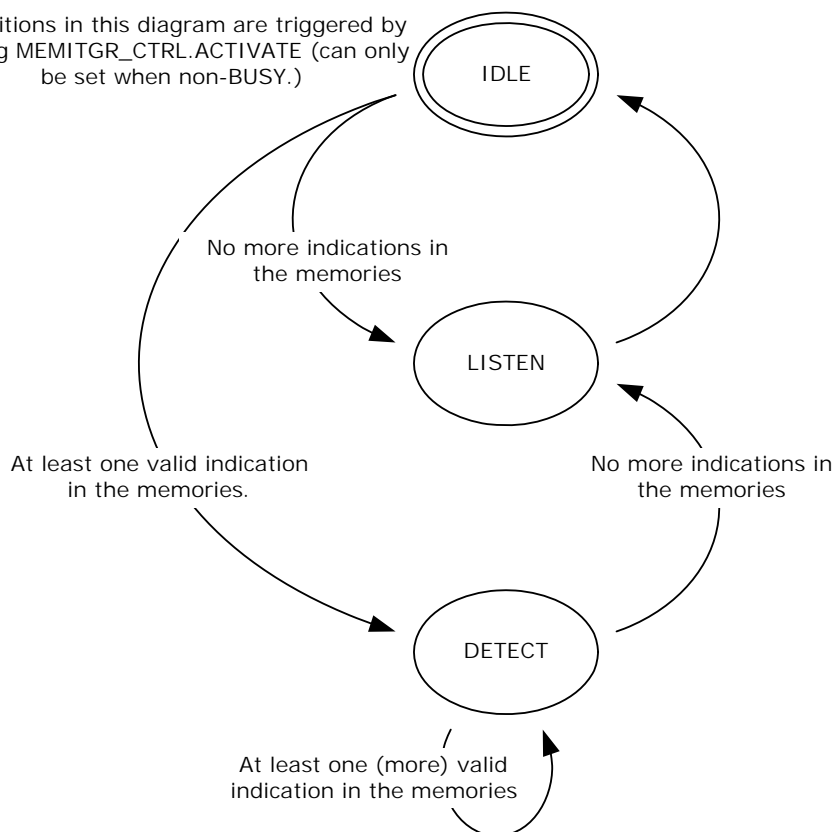 itions in this diagram are triggered by
g MEMITGR_CTRL.ACTIVATE (can only
be set when non-BUSY.)
IDLE
No more indications in
the memories
LISTEN
At least one valid indication
in the memories.
No more indications in
the memories
DETECT
At least one (more) valid
indication in the memories